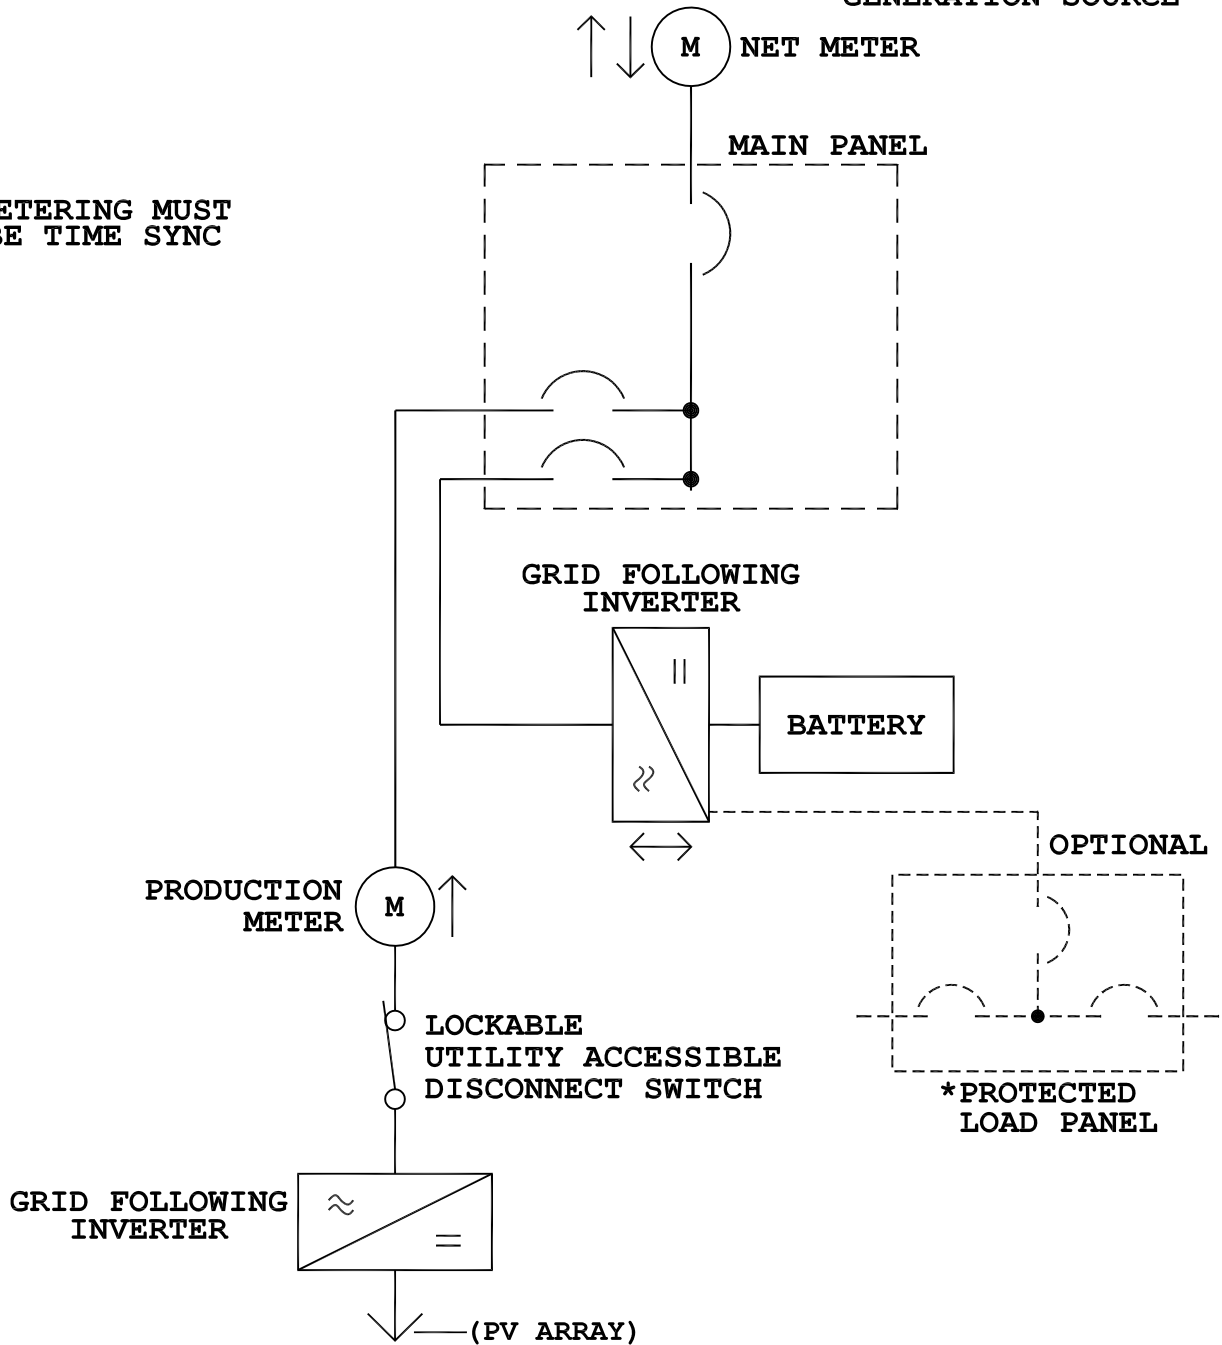 GENERATION SOURCE
M NET METER
MAIN PANEL
ETERING MUST
BE TIME SYNC
GRID FOLLOWING
INVERTER
BATTERY
OPTIONAL
PRODUCTION
METER
M
LOCKABLE
UTILITY ACCESSIBLE
DISCONNECT SWITCH
*PROTECTED
LOAD PANEL
GRID FOLLOWING
INVERTER
(PV ARRAY)